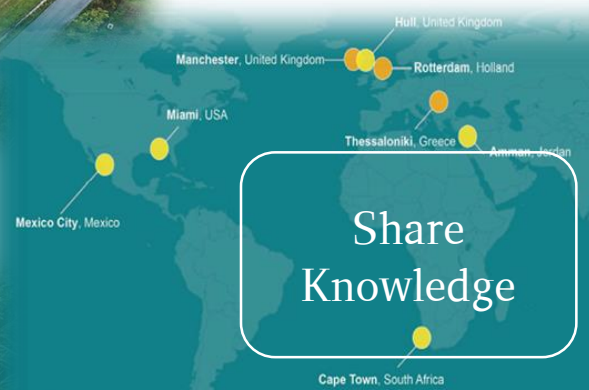 Hull, United Kingdom
Manchester, United Kingdom
Rotterdam, Holland
Miami, USA
Thessaloniki, Greece
Amman, Jordan
Mexico City, Mexico
Share
Knowledge
Cape Town, South Africa